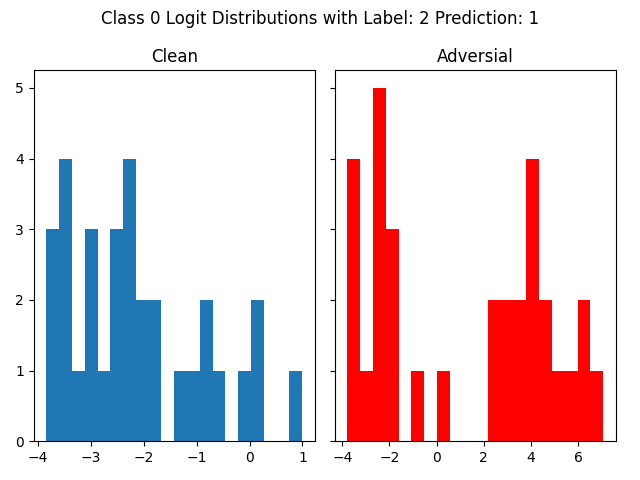 Class 0 Logit Distributions with Label: 2 Prediction: 1
Clean
Adversial
5
4
3
2
1
0
−4 −3 −2 −1 0 1
−4 −2 0 2 4 6